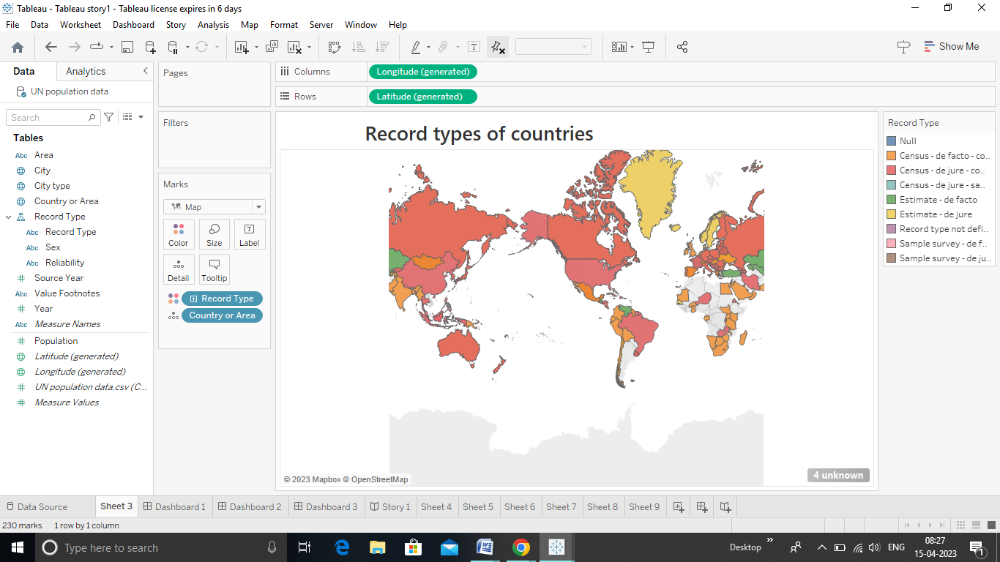 Tableau - Tableau story1 - Tableau license expires in 6 days
File Data Worksheet Dashboard Story Analysis Map Format Server Window Help
Show Me
Data Analytics
UN population data
Search
Tables
Abc Area
City
City type
Country or Area
Record Type
Abc Record Type
Abc Sex
Abc Reliability
Source Year
Abc Value Footnotes
Year
Abc Measure Names
Population
Latitude (generated)
Longitude (generated)
UN population data.csv (C...
Measure Values
Pages
Filters
Marks
Map
Color Size Label
Detail Tooltip
Record Type
Country or Area
Columns Longitude (generated)
Rows Latitude (generated)
Record types of countries
© 2023 Mapbox © OpenStreetMap
4 unknown
Record Type
Null
Census - de facto - co..
Census - de jure - co...
Census - de jure - sa..
Estimate - de facto
Estimate - de jure
Record type not defi..
Sample survey - de f..
Sample survey - de ju..
Data Source Sheet 3 Dashboard 1 Dashboard 2 Dashboard 3 Story 1 Sheet 4 Sheet 5 Sheet 6 Sheet 7 Sheet 8 Sheet 9
230 marks 1 row by 1 column
Type here to search
Desktop
ENG
08:27
15-04-2023
1